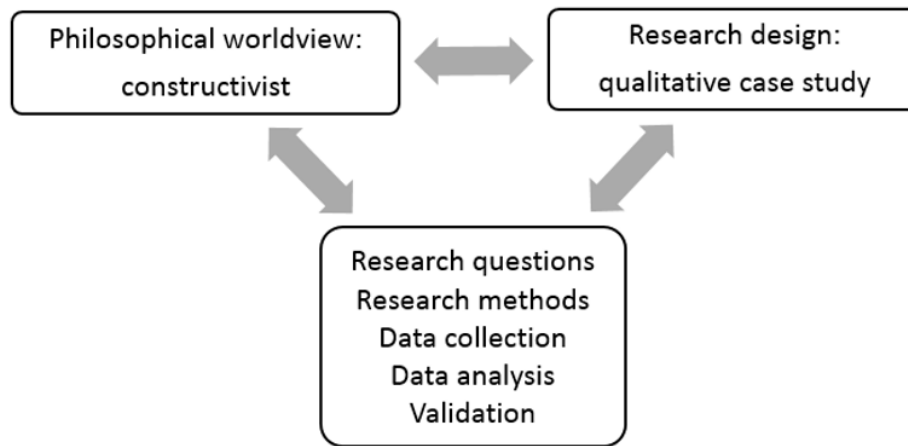 Philosophical worldview:
constructivist
Research design:
qualitative case study
Research questions
Research methods
Data collection
Data analysis
Validation